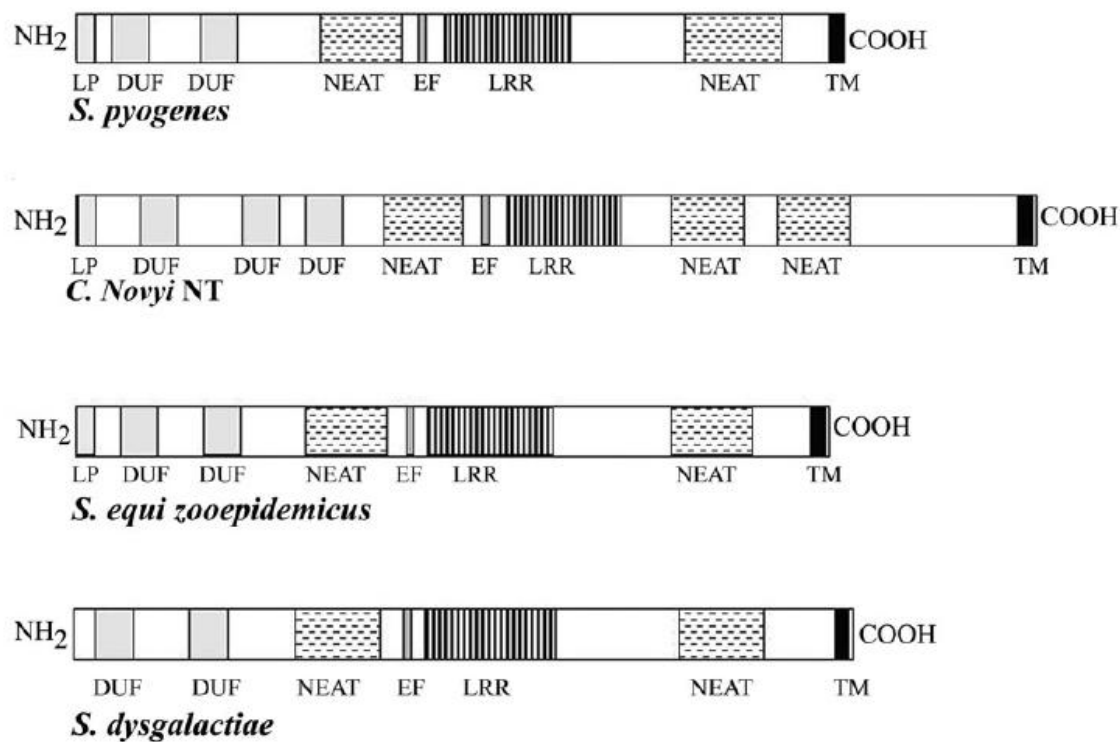 NH2 COOH
LP DUF DUF NEAT EF LRR NEAT TM
S. pyogenes
NH2 COOH
LP DUF DUF DUF NEAT EF LRR NEAT NEAT TM
C. Novyi NT
NH2 COOH
LP DUF DUF NEAT EF LRR NEAT TM
S. equi zooepidemicus
NH2 COOH
DUF DUF NEAT EF LRR NEAT TM
S. dysgalactiae